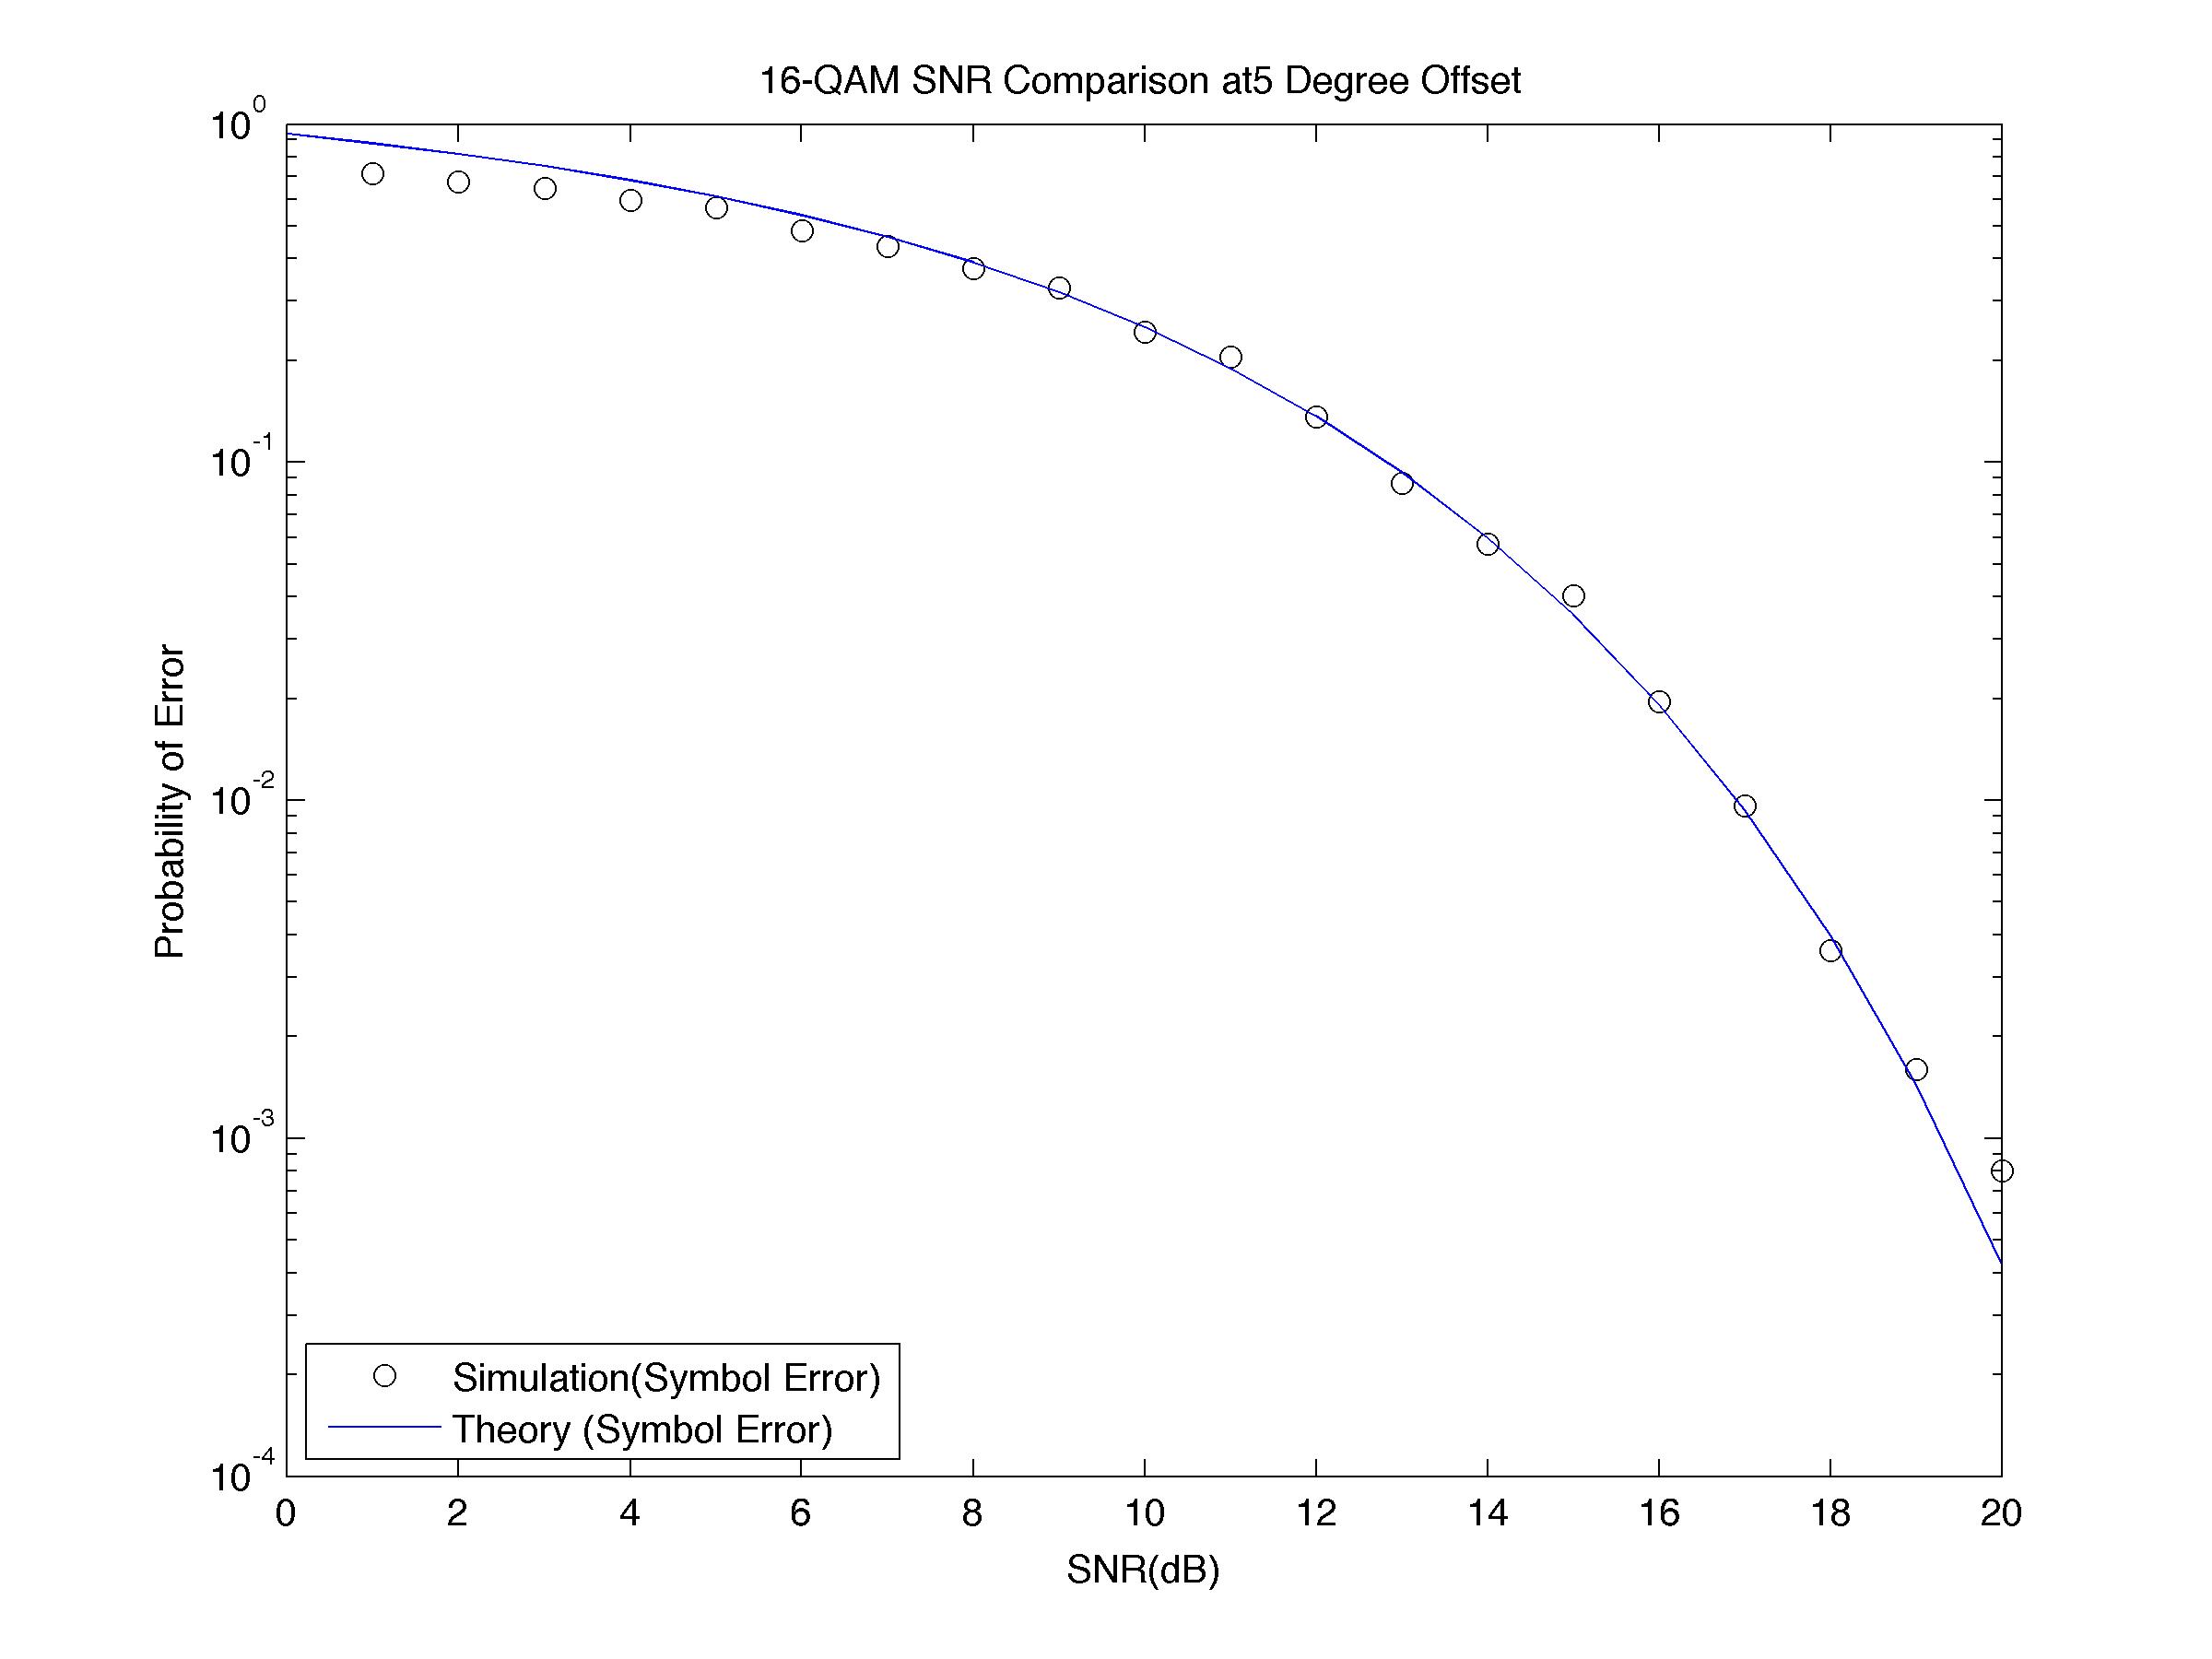 16-QAM SNR Comparison at5 Degree Offset
10^0
10^-1
10^-2
10^-3
10^-4
Probability of Error
Simulation(Symbol Error)
Theory (Symbol Error)
0 2 4 6 8 10 12 14 16 18 20
SNR(dB)